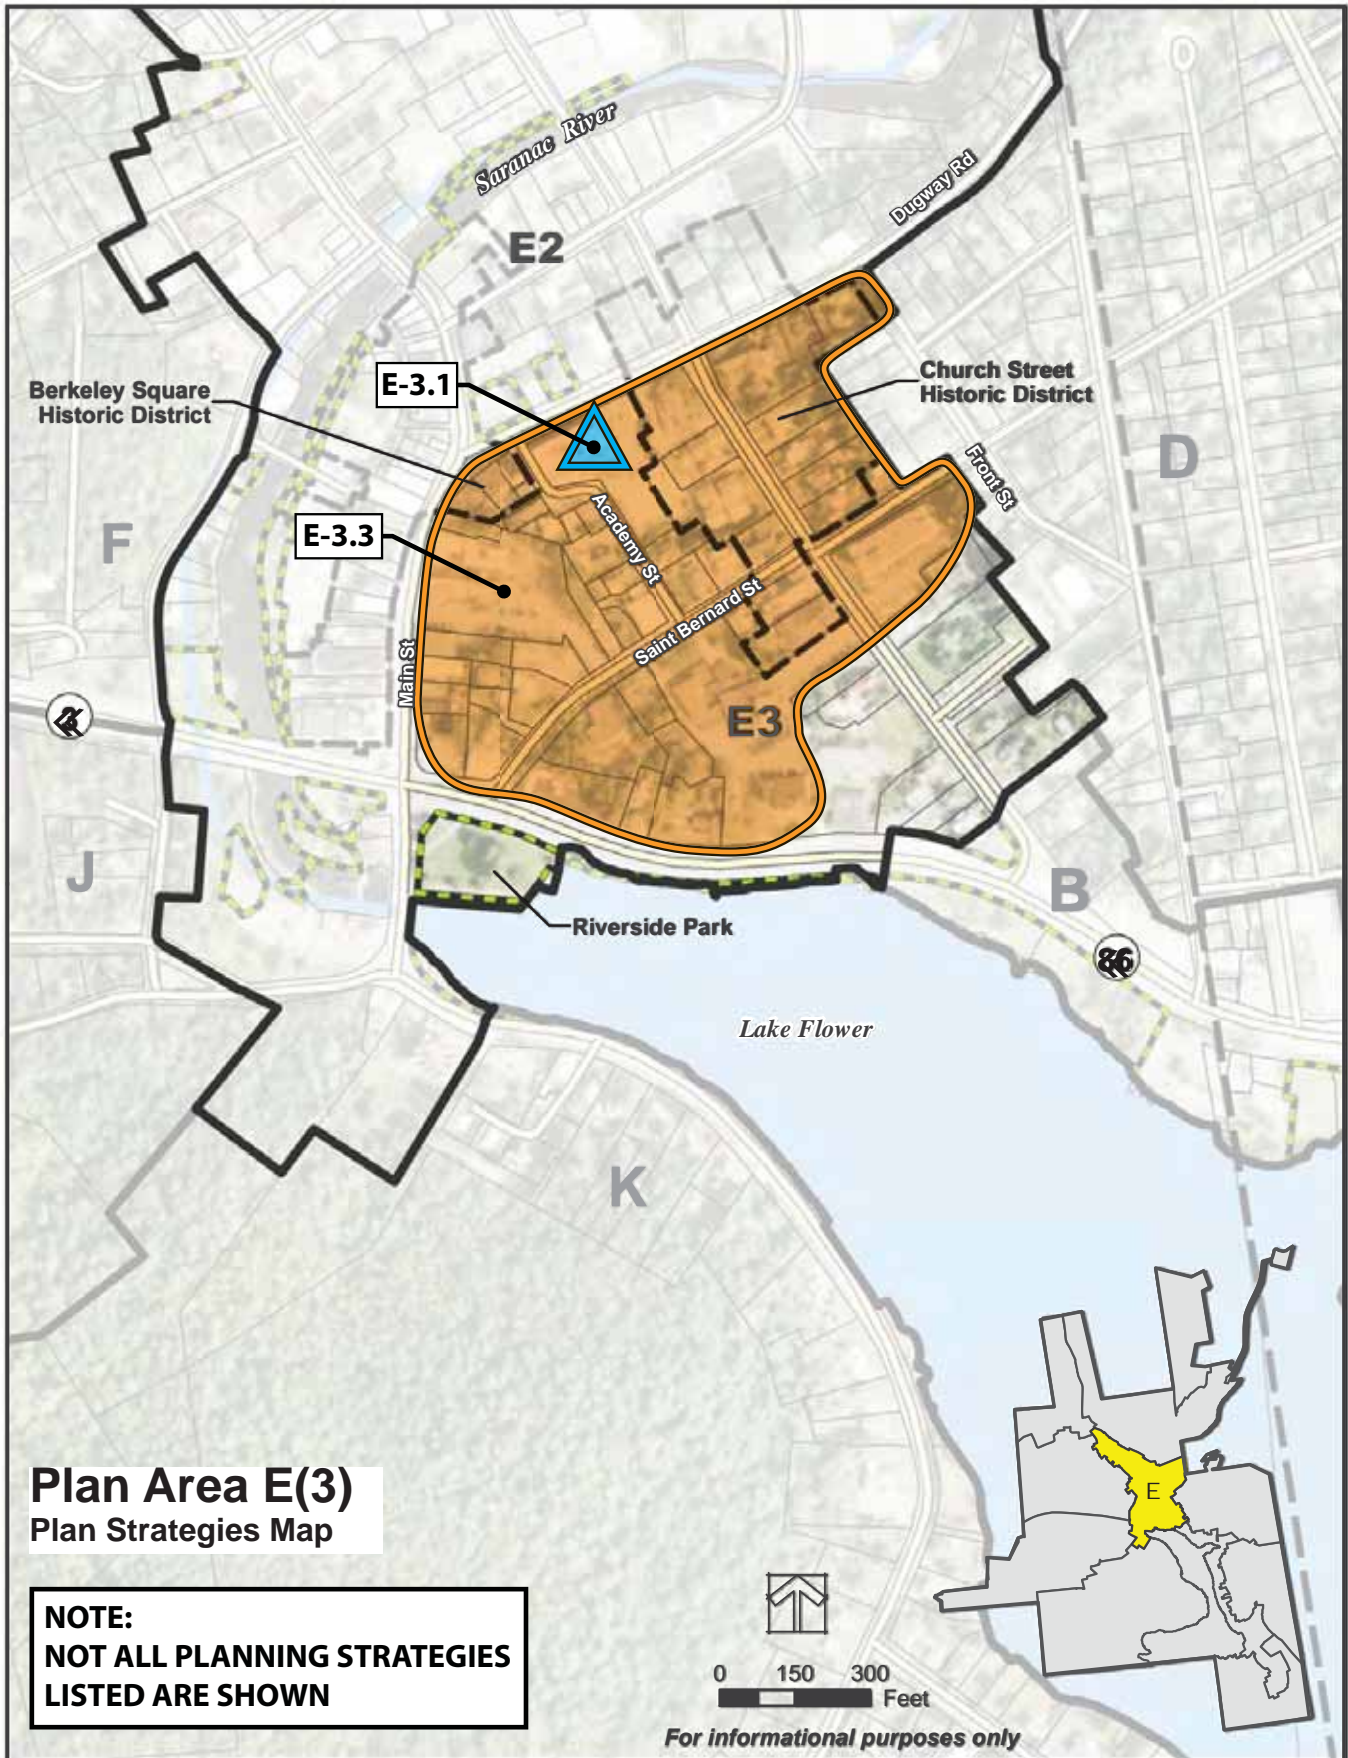 Saranac River
Dugway Rd
E2
Berkeley Square
Historic District
E-3.1
Church Street
Historic District
D
Front St
F
E-3.3
Academy St
Saint Bernard St
Main St
E3
3
J
B
Riverside Park
86
Lake Flower
K
E
Plan Area E(3)
Plan Strategies Map
NOTE:
NOT ALL PLANNING STRATEGIES
LISTED ARE SHOWN
0 150 300
Feet
For informational purposes only